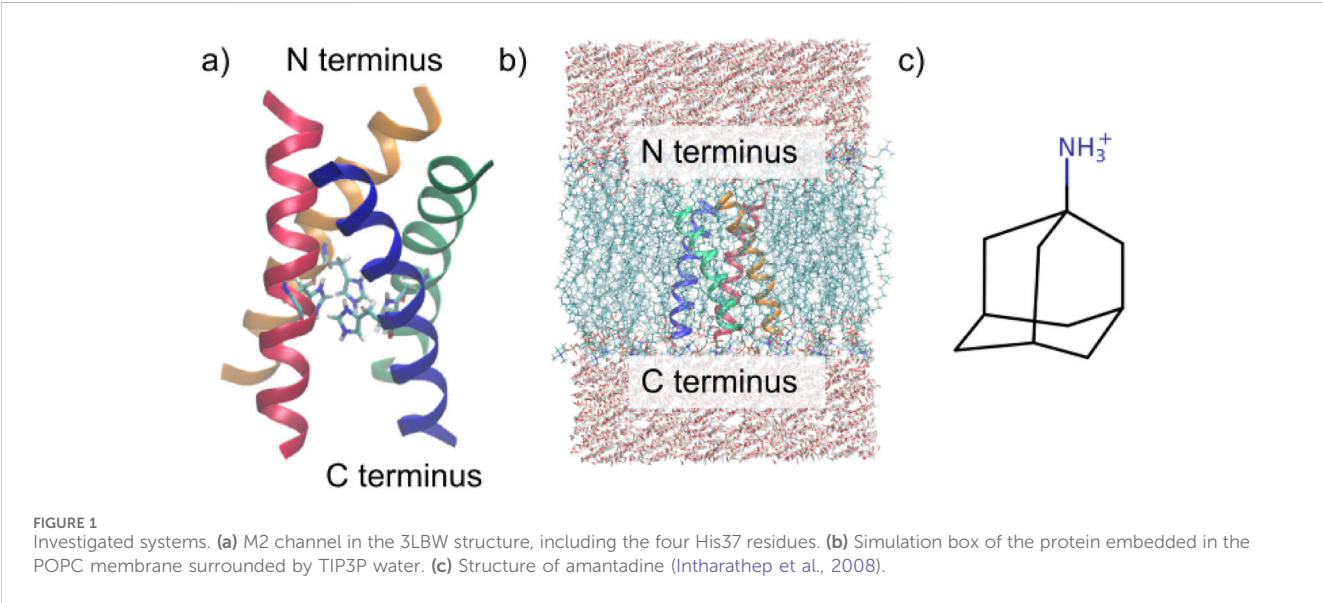 a) N terminus b) c)
N terminus
NH₃⁺
C terminus
C terminus
FIGURE 1
Investigated systems. (a) M2 channel in the 3LBW structure, including the four His37 residues. (b) Simulation box of the protein embedded in the
POPC membrane surrounded by TIP3P water. (c) Structure of amantadine (Intharathep et al., 2008).